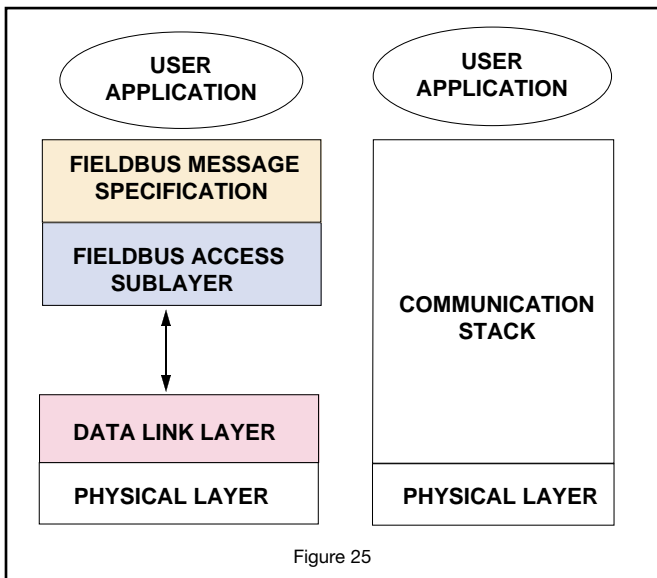 USER
APPLICATION
FIELDBUS MESSAGE
SPECIFICATION
FIELDBUS ACCESS
SUBLAYER
DATA LINK LAYER
PHYSICAL LAYER
USER
APPLICATION
COMMUNICATION
STACK
PHYSICAL LAYER
Figure 25